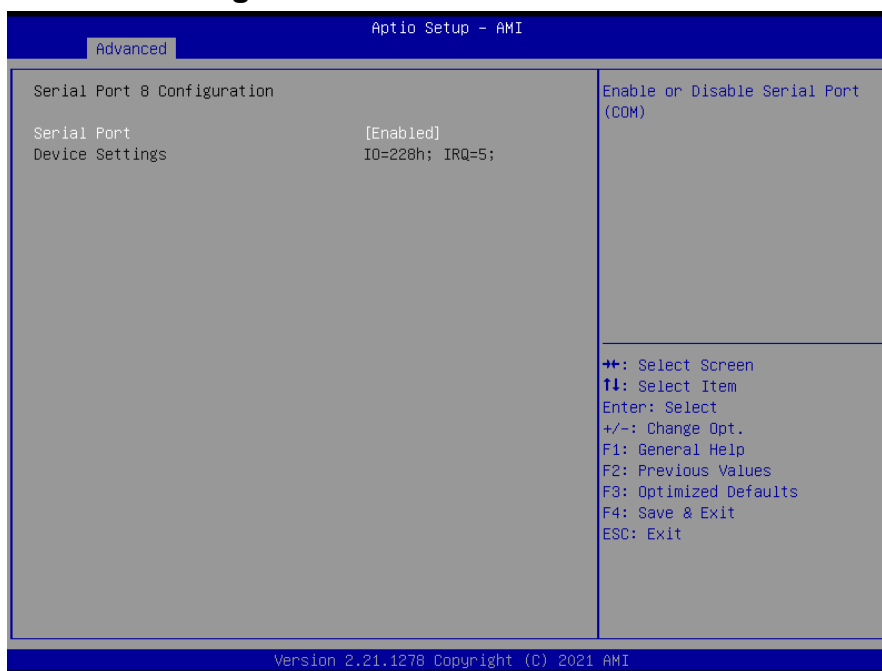 Aptio Setup – AMI
Advanced
Serial Port 8 Configuration
Serial Port [Enabled]
Device Settings IO=228h; IRQ=5;
Enable or Disable Serial Port
(COM)
→←: Select Screen
↑↓: Select Item
Enter: Select
+/-: Change Opt.
F1: General Help
F2: Previous Values
F3: Optimized Defaults
F4: Save & Exit
ESC: Exit
Version 2.21.1278 Copyright (C) 2021 AMI